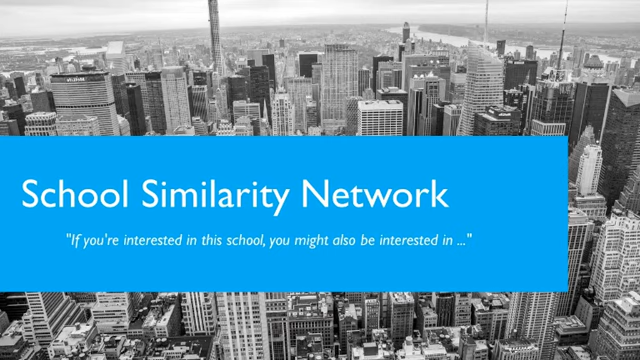 School Similarity Network
"If you're interested in this school, you might also be interested in ..."